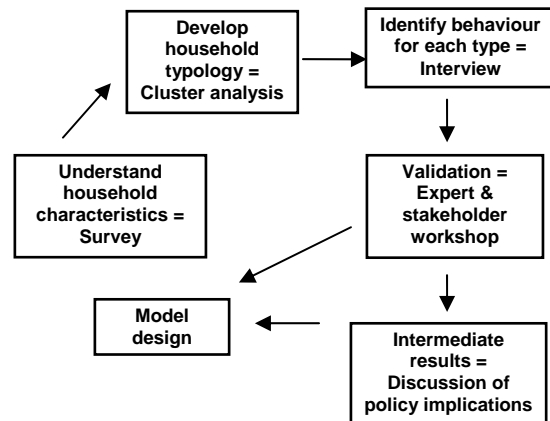 Develop
household
typology =
Cluster analysis
Identify behaviour
for each type =
Interview
Understand
household
characteristics =
Survey
Validation =
Expert &
stakeholder
workshop
Model
design
Intermediate
results =
Discussion of
policy implications